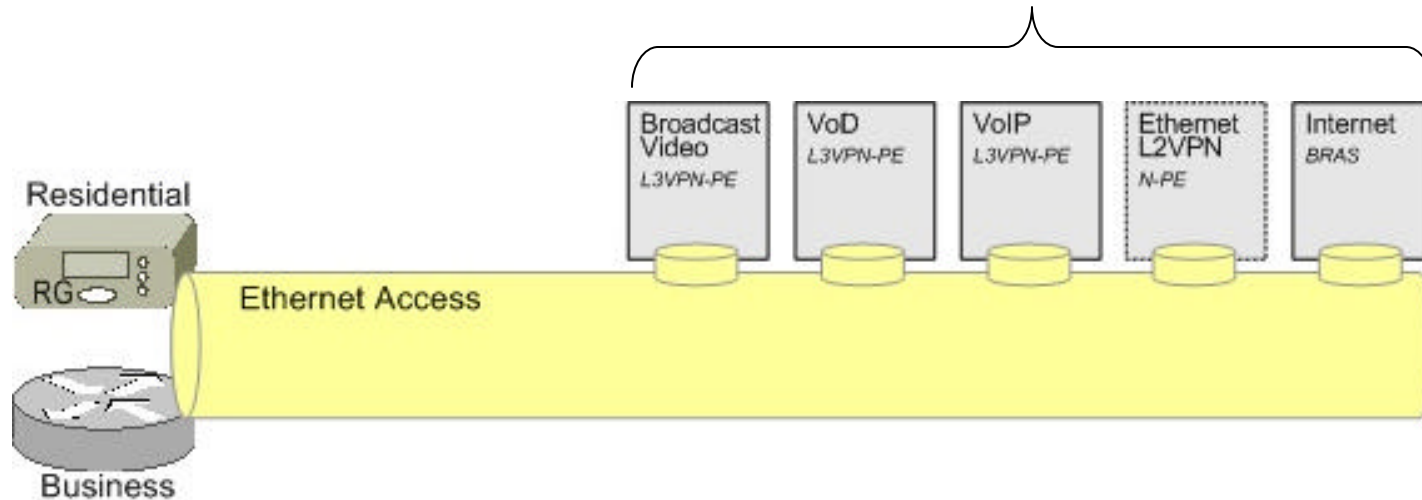 Broadcast
Video
L3VPN-PE
VoD
L3VPN-PE
VoIP
L3VPN-PE
Ethernet
L2VPN
N-PE
Internet
BRAS
Residential
RG
Ethernet Access
Business